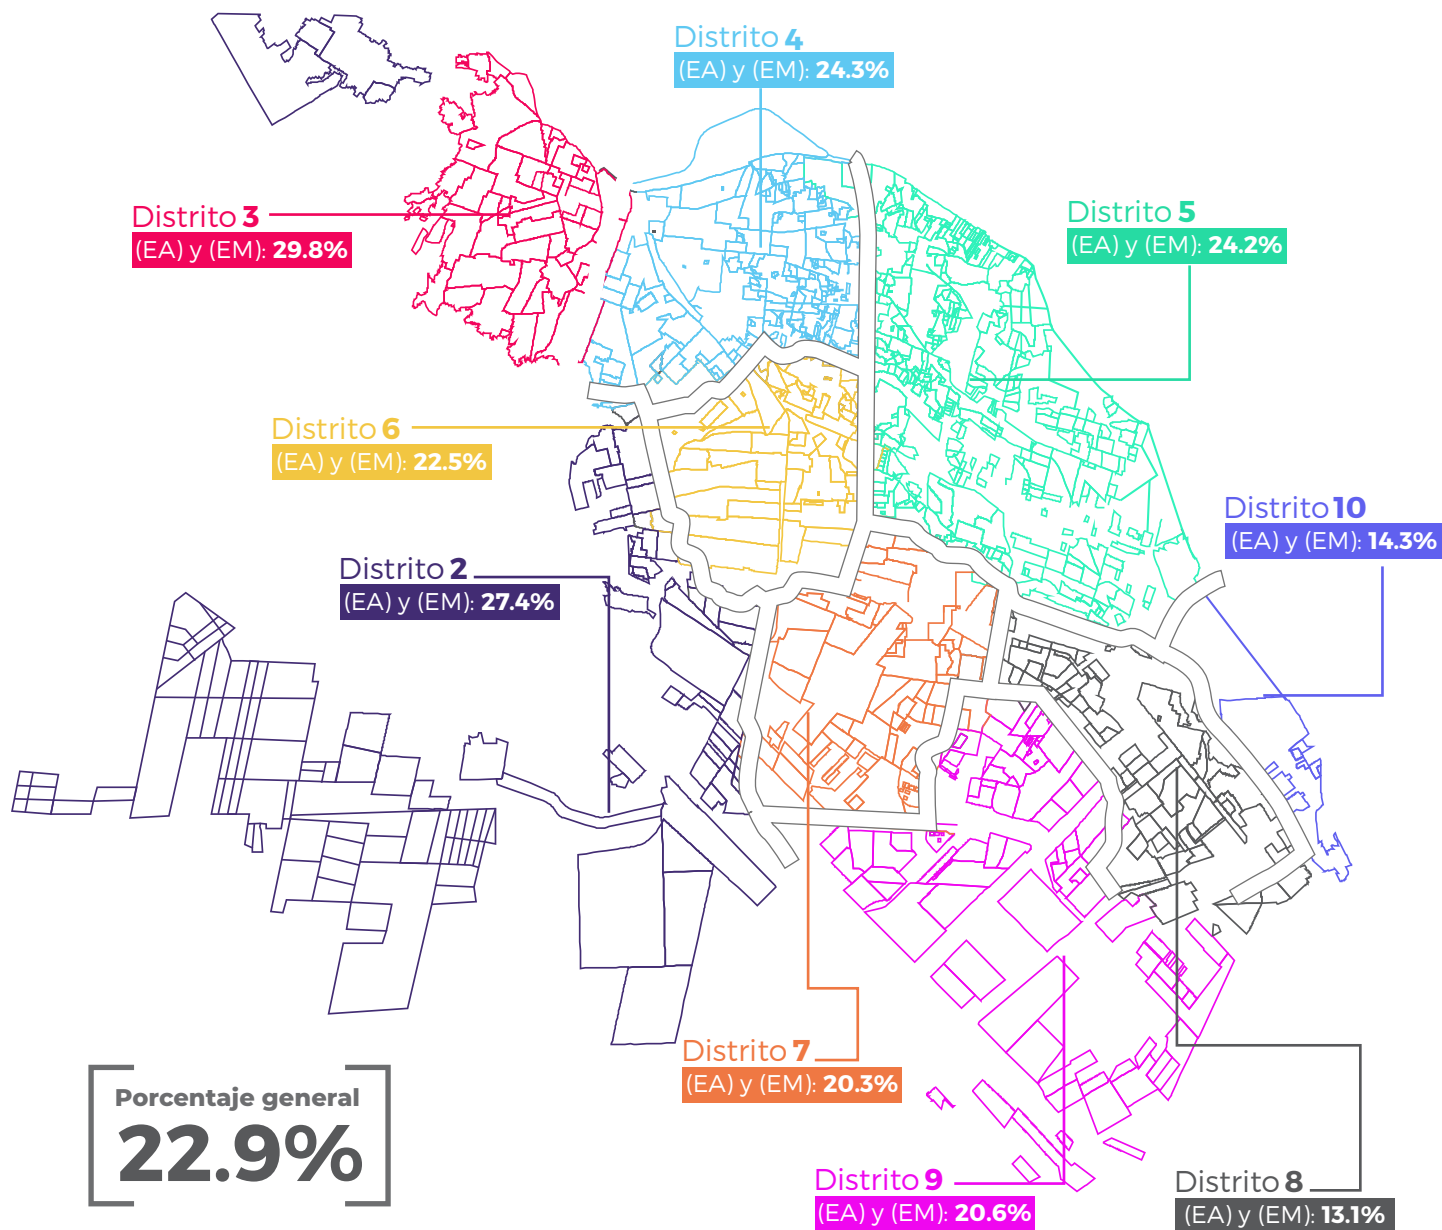 Distrito 4
(EA) y (EM): 24.3%
Distrito 3
(EA) y (EM): 29.8%
Distrito 5
(EA) y (EM): 24.2%
Distrito 6
(EA) y (EM): 22.5%
Distrito 10
(EA) y (EM): 14.3%
Distrito 2
(EA) y (EM): 27.4%
Distrito 7
(EA) y (EM): 20.3%
Porcentaje general
22.9%
Distrito 9
(EA) y (EM): 20.6%
Distrito 8
(EA) y (EM): 13.1%